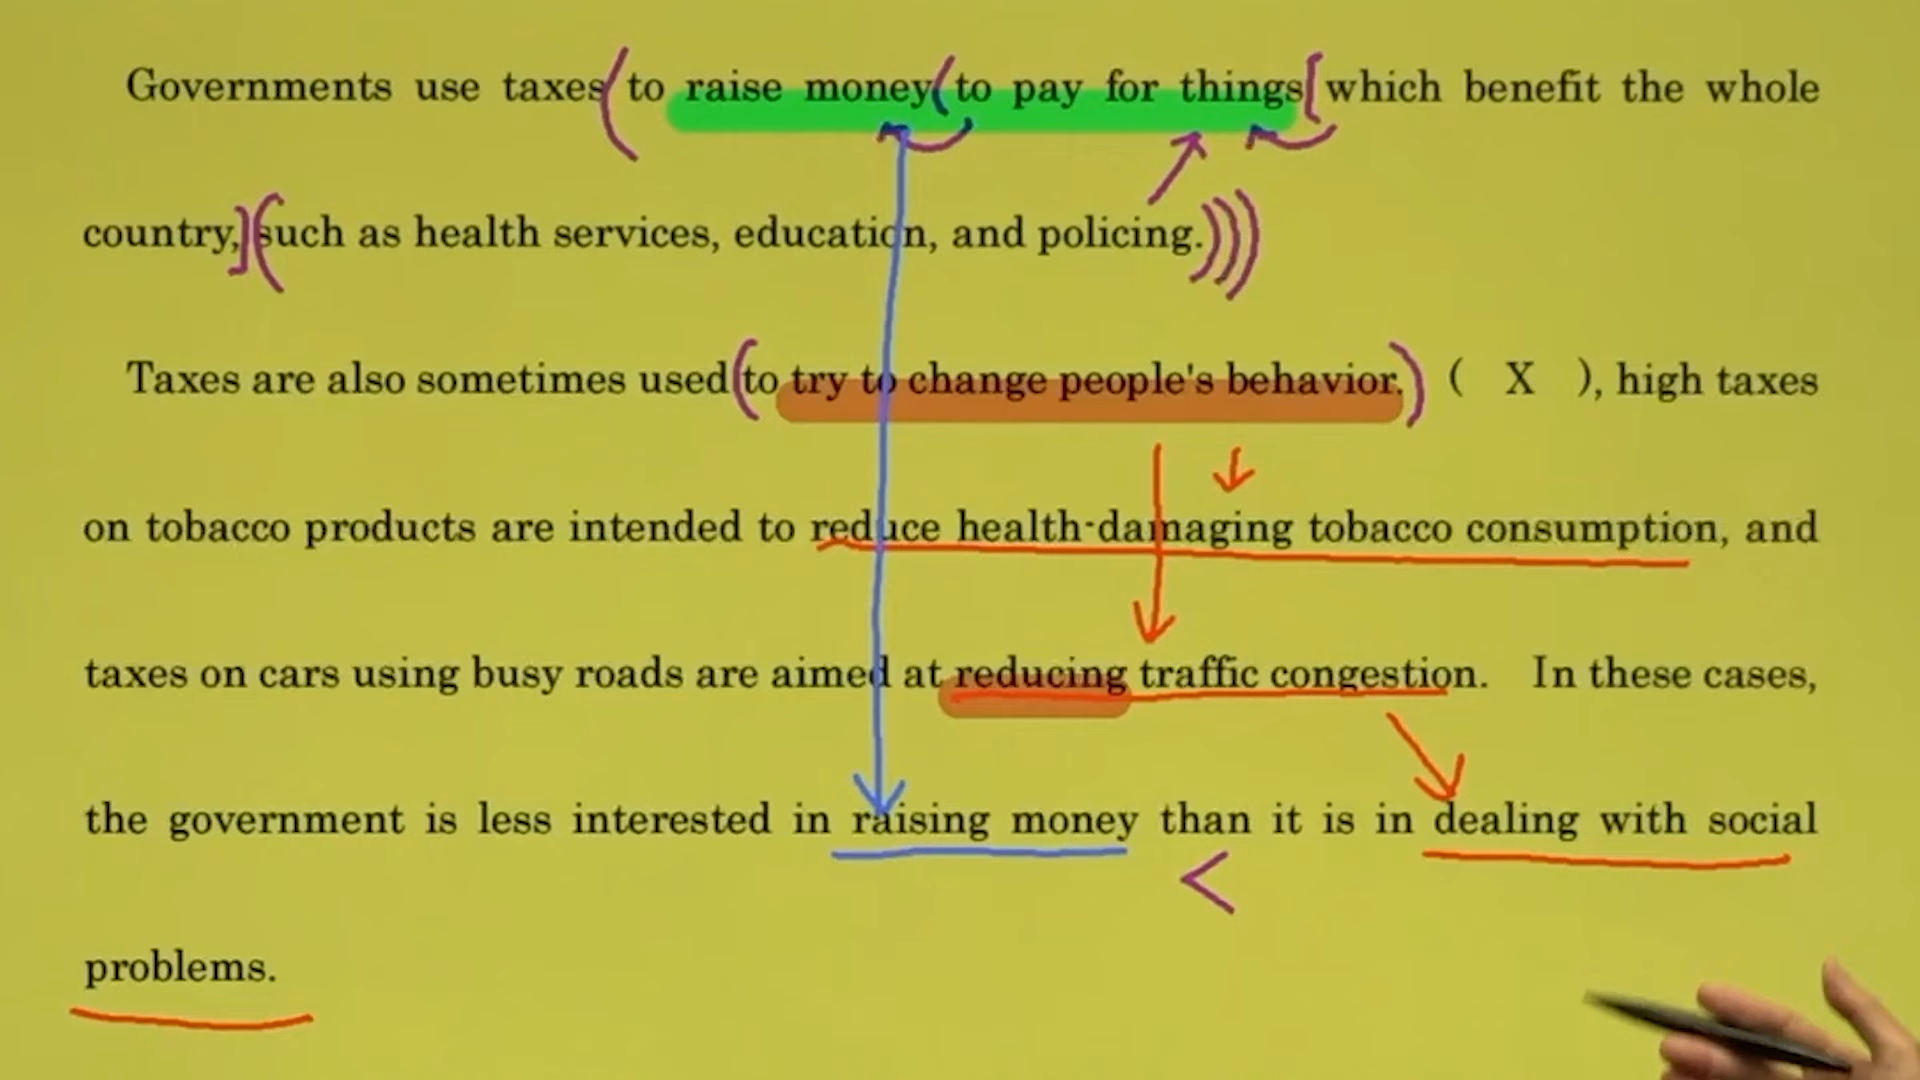 Governments use taxes to raise money to pay for things which benefit the whole
country, such as health services, education, and policing.
Taxes are also sometimes used to try to change people's behavior. ( X ), high taxes
on tobacco products are intended to reduce health-damaging tobacco consumption, and
taxes on cars using busy roads are aimed at reducing traffic congestion. In these cases,
the government is less interested in raising money than it is in dealing with social
problems.
<